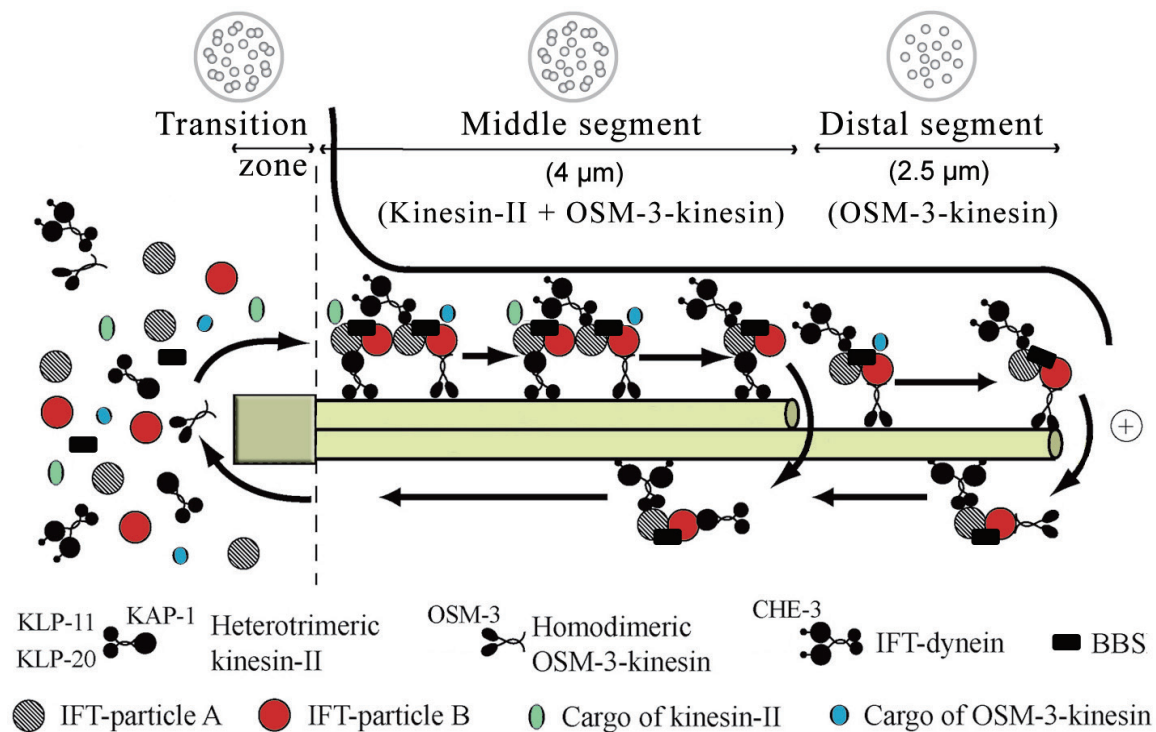 Transition
zone
Middle segment
(4 µm)
(Kinesin-II + OSM-3-kinesin)
Distal segment
(2.5 µm)
(OSM-3-kinesin)
+
KLP-11
KLP-20
KAP-1
Heterotrimeric
kinesin-II
OSM-3
Homodimeric
OSM-3-kinesin
CHE-3
IFT-dynein
BBS
IFT-particle A
IFT-particle B
Cargo of kinesin-II
Cargo of OSM-3-kinesin